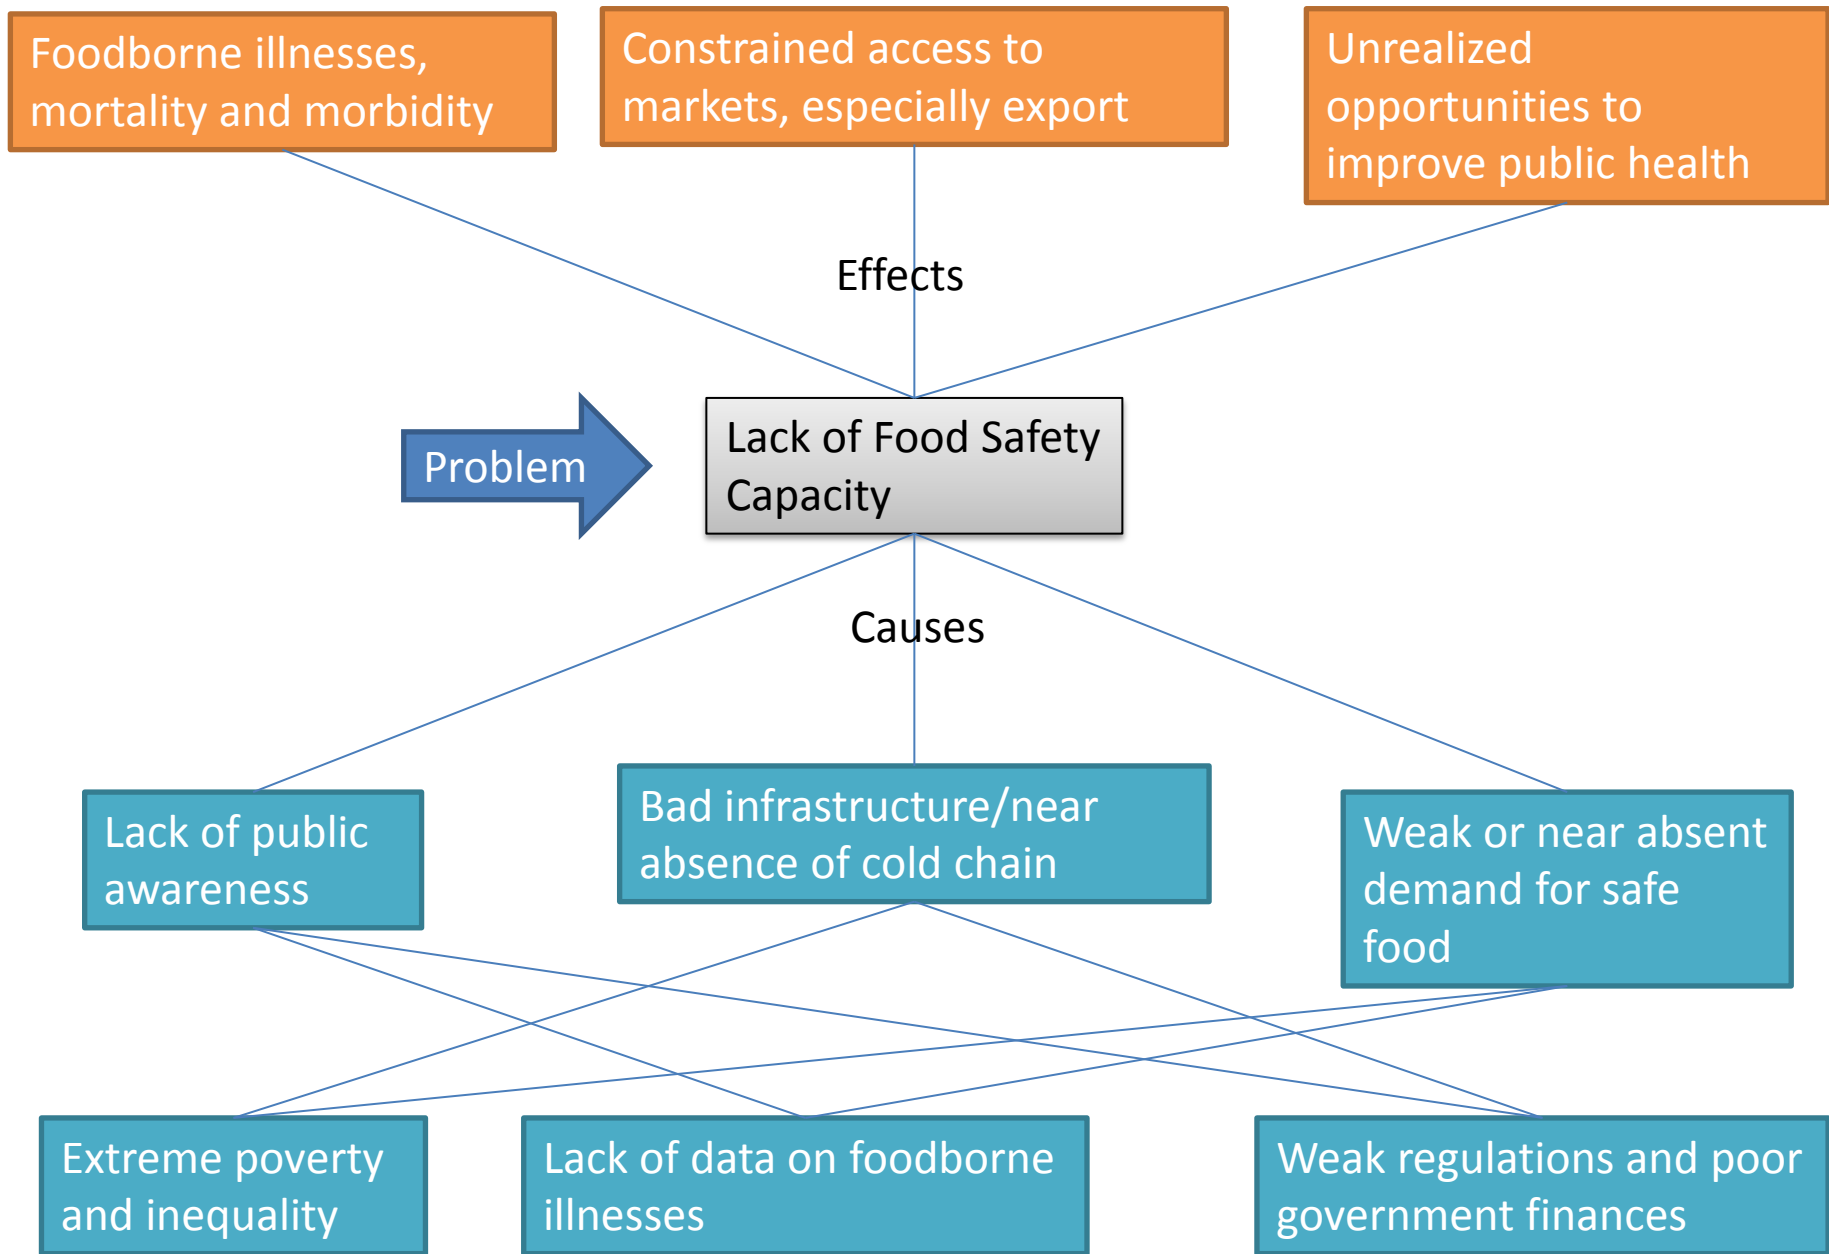 Foodborne illnesses,
mortality and morbidity
Constrained access to
markets, especially export
Unrealized
opportunities to
improve public health
Effects
Problem
Lack of Food Safety
Capacity
Causes
Lack of public
awareness
Bad infrastructure/near
absence of cold chain
Weak or near absent
demand for safe
food
Extreme poverty
and inequality
Lack of data on foodborne
illnesses
Weak regulations and poor
government finances